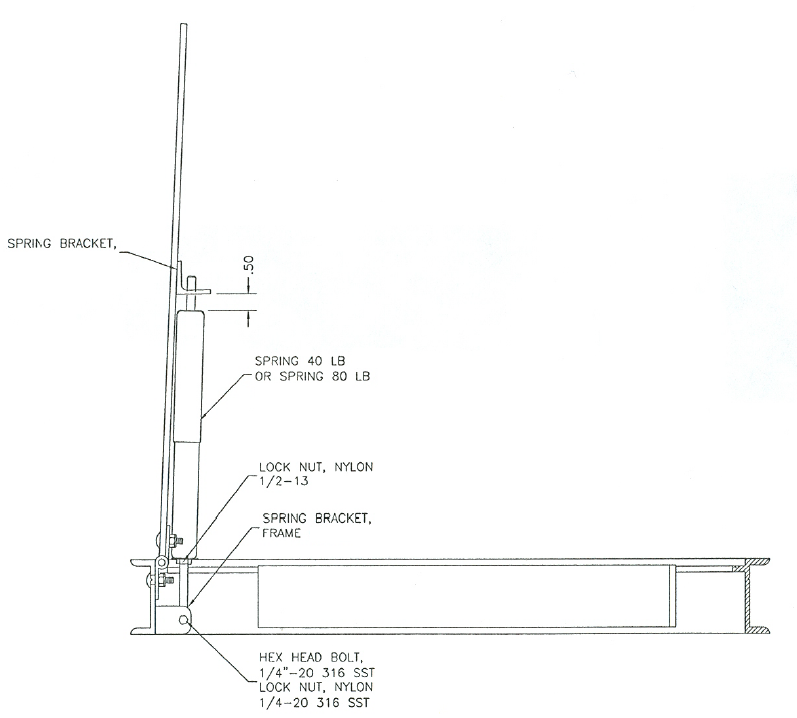 SPRING BRACKET,
.50
SPRING 40 LB
OR SPRING 80 LB
LOCK NUT, NYLON
1/2-13
SPRING BRACKET,
FRAME
HEX HEAD BOLT,
1/4"-20 316 SST
LOCK NUT, NYLON
1/4-20 316 SST